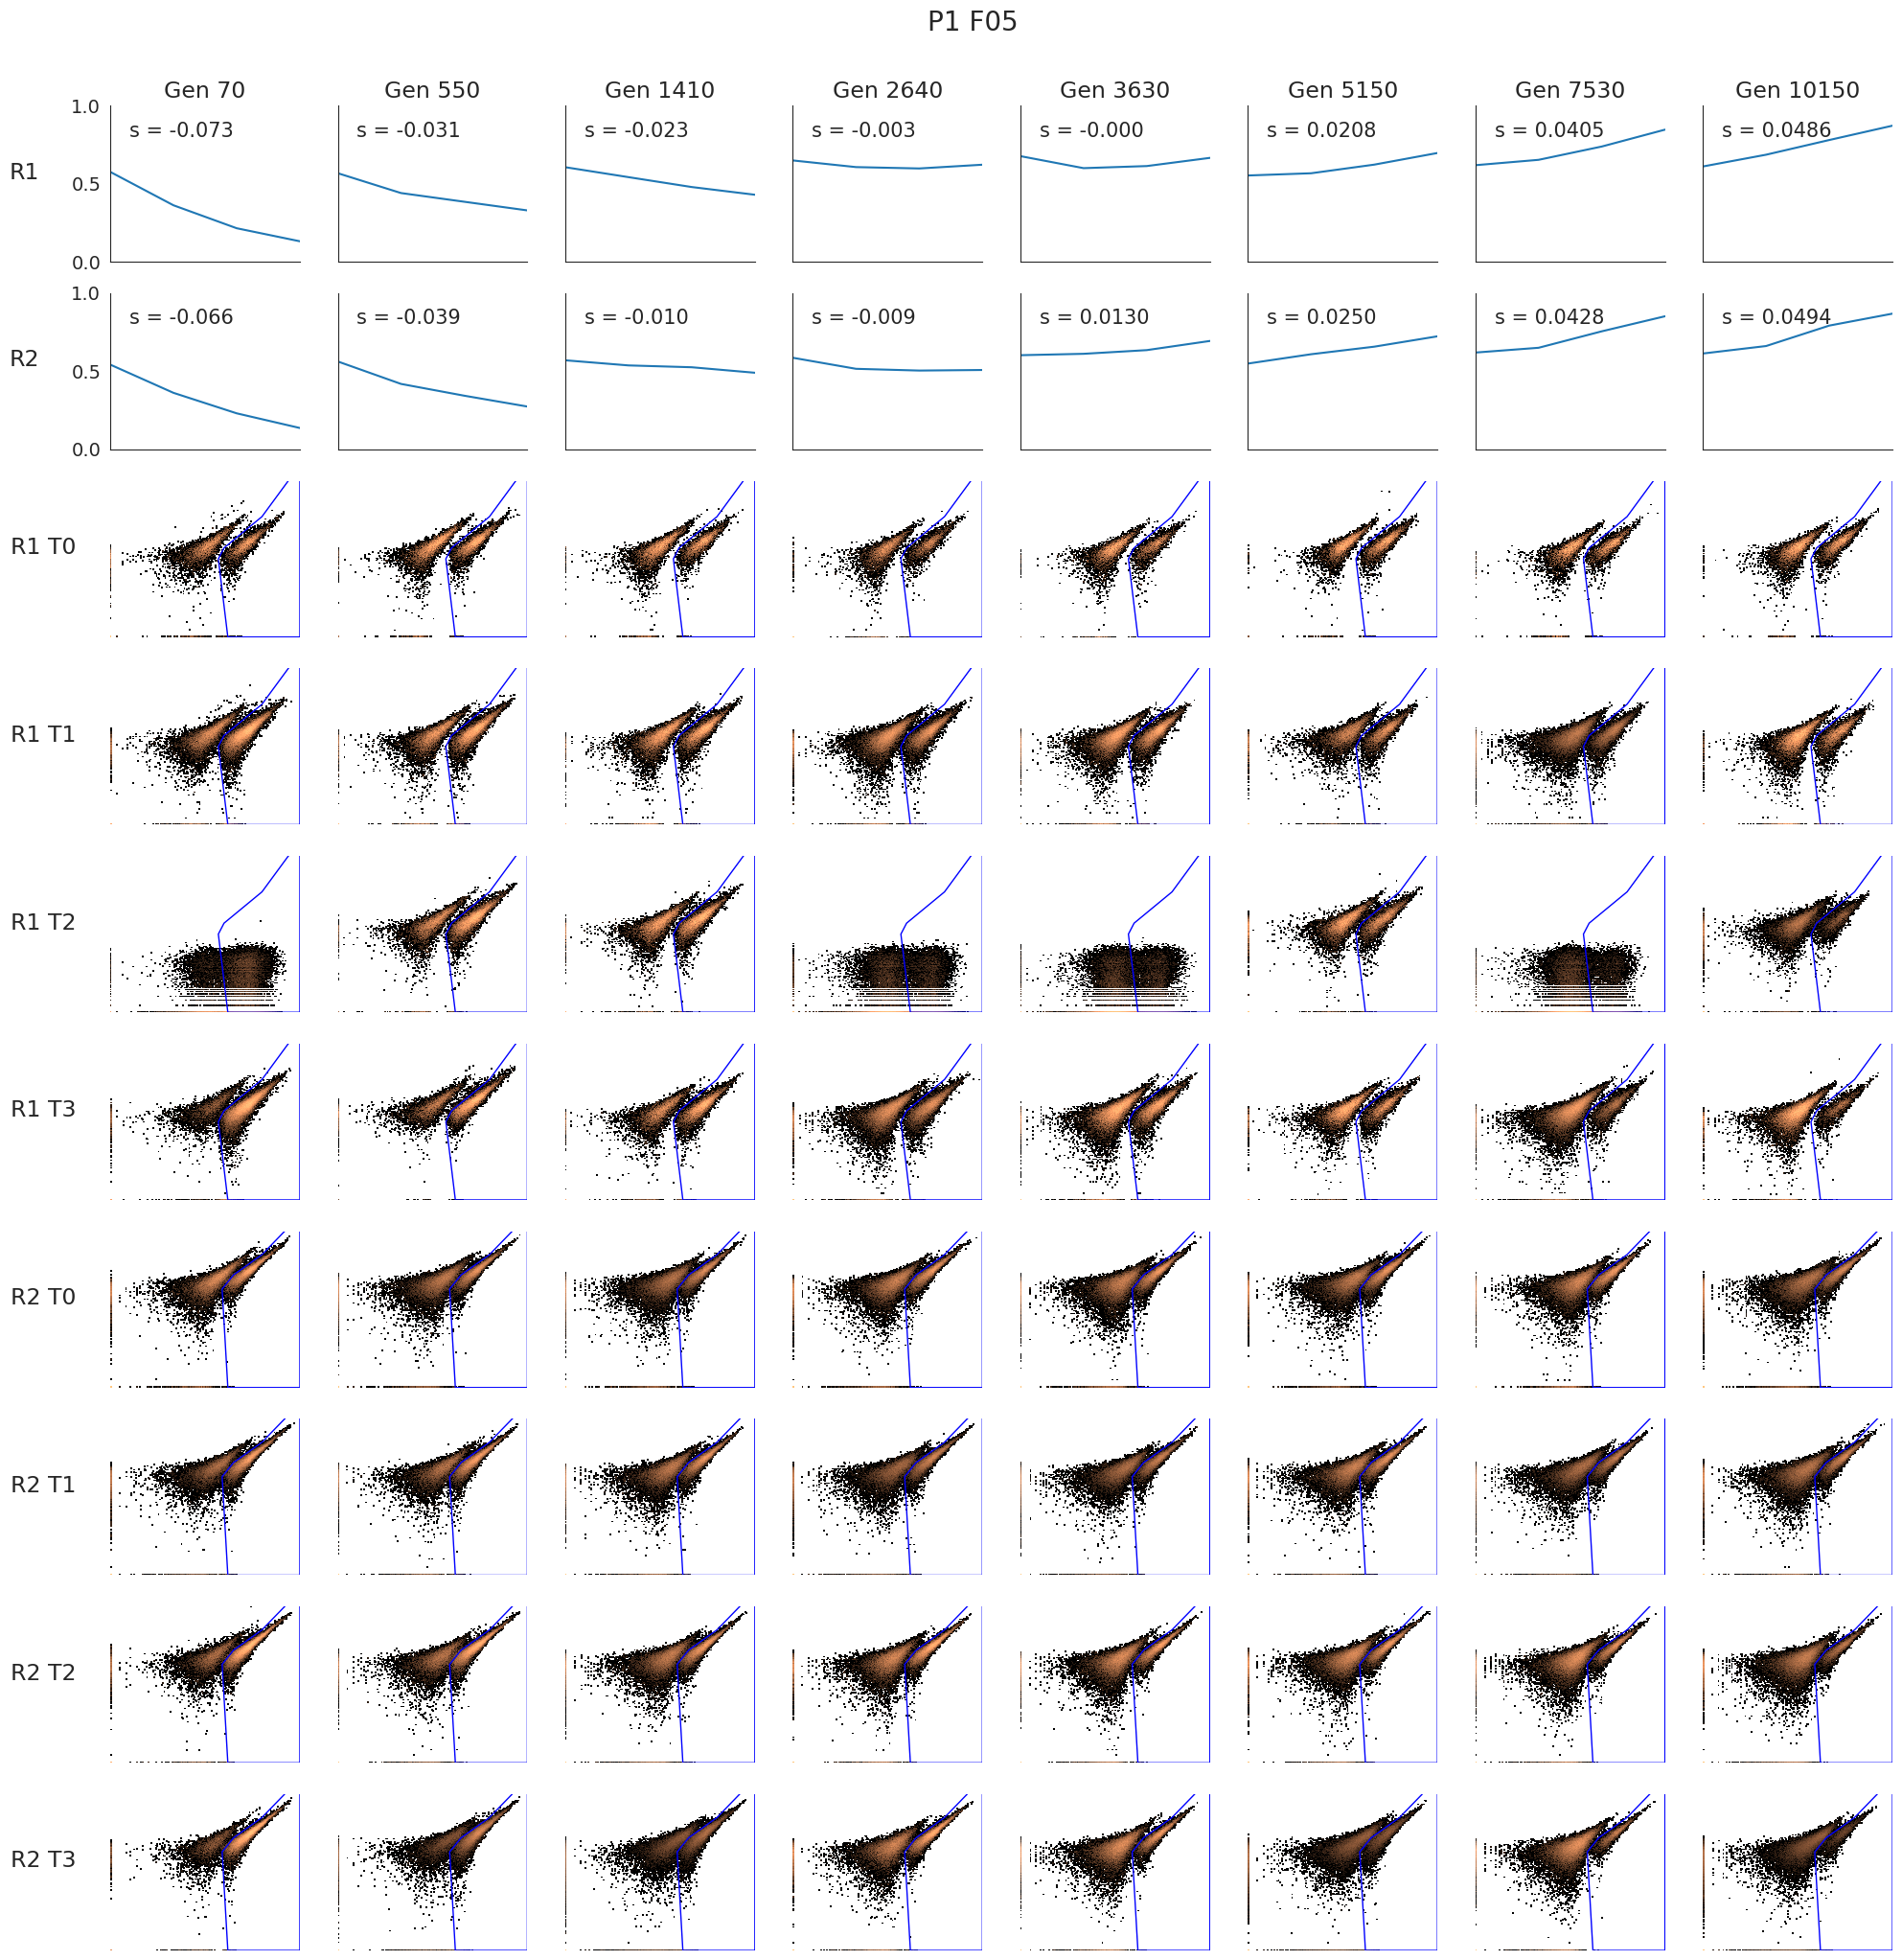 P1 F05
Gen 70 Gen 550 Gen 1410 Gen 2640 Gen 3630 Gen 5150 Gen 7530 Gen 10150
1.0
s = -0.073 s = -0.031 s = -0.023 s = -0.003 s = -0.000 s = 0.0208 s = 0.0405 s = 0.0486
R1
0.5
0.0
1.0
s = -0.066 s = -0.039 s = -0.010 s = -0.009 s = 0.0130 s = 0.0250 s = 0.0428 s = 0.0494
R2
0.5
0.0
R1 T0
R1 T1
R1 T2
R1 T3
R2 T0
R2 T1
R2 T2
R2 T3